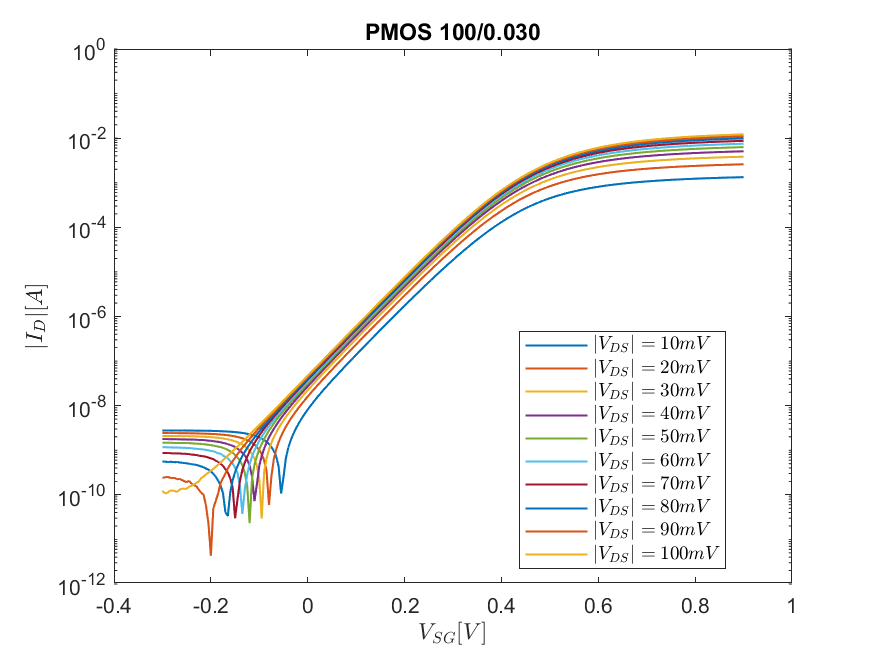 PMOS 100/0.030
10^0
10^-2
10^-4
10^-6
10^-8
10^-10
10^-12
|I_D|[A]
-0.4 -0.2 0 0.2 0.4 0.6 0.8 1
V_SG[V]
|V_DS| = 10mV
|V_DS| = 20mV
|V_DS| = 30mV
|V_DS| = 40mV
|V_DS| = 50mV
|V_DS| = 60mV
|V_DS| = 70mV
|V_DS| = 80mV
|V_DS| = 90mV
|V_DS| = 100mV